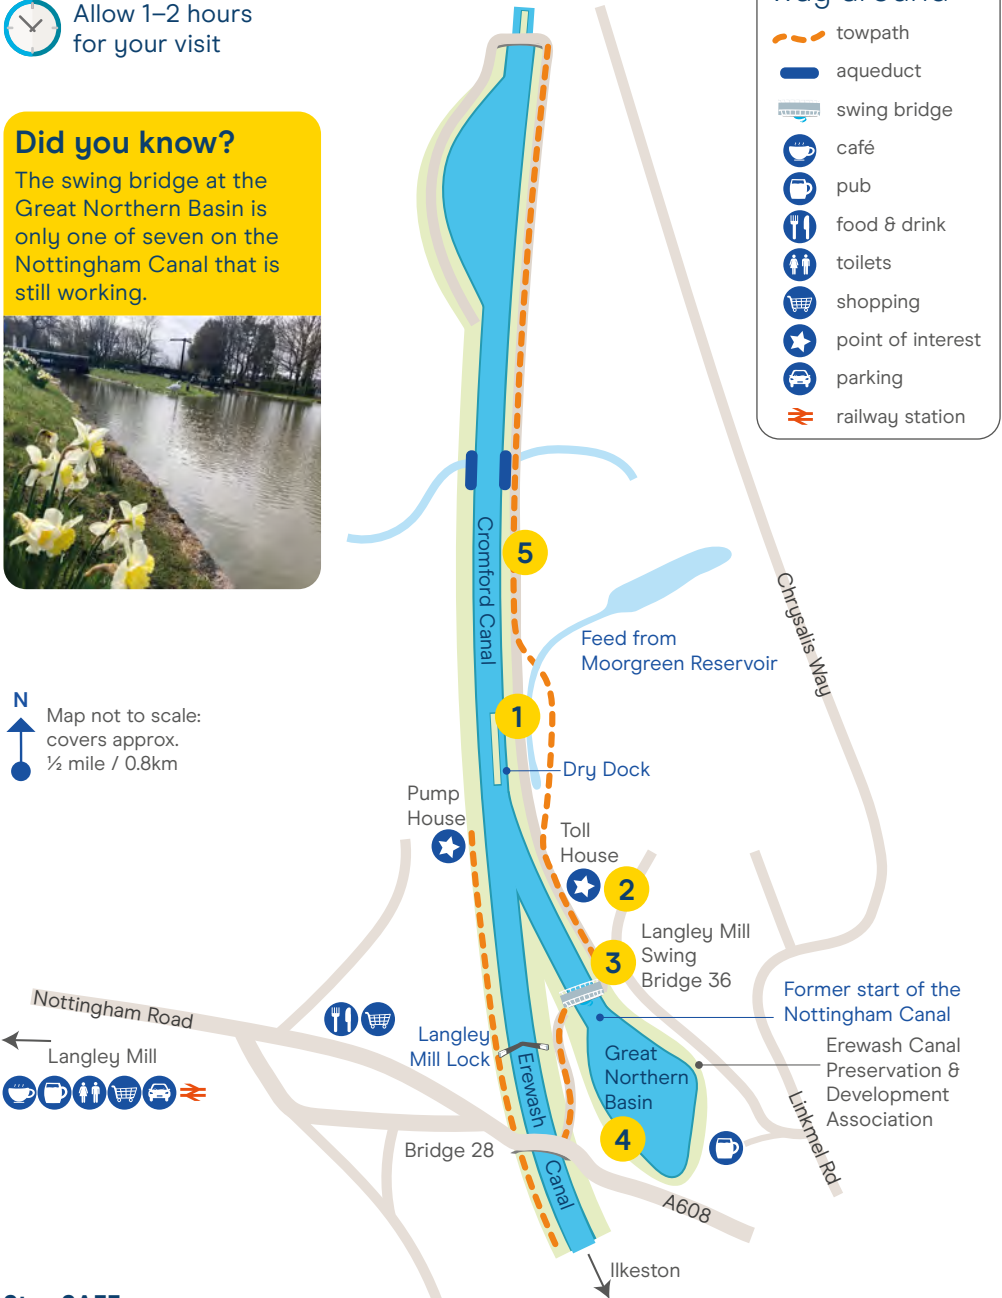 Allow 1–2 hours
for your visit
Did you know?
The swing bridge at the
Great Northern Basin is
only one of seven on the
Nottingham Canal that is
still working.
towpath
aqueduct
swing bridge
café
pub
food & drink
toilets
shopping
point of interest
parking
railway station
Cromford Canal
5
Feed from
Moorgreen Reservoir
Chrysalis Way
N
Map not to scale:
covers approx.
½ mile / 0.8km
1
Dry Dock
Pump
House
Toll
House
2
3
Langley Mill
Swing
Bridge 36
Former start of the
Nottingham Canal
Nottingham Road
Langley Mill
Langley
Mill Lock
Erewash
Canal
Great
Northern
Basin
4
Erewash Canal
Preservation &
Development
Association
Linkmel Rd
Bridge 28
A608
Ilkeston